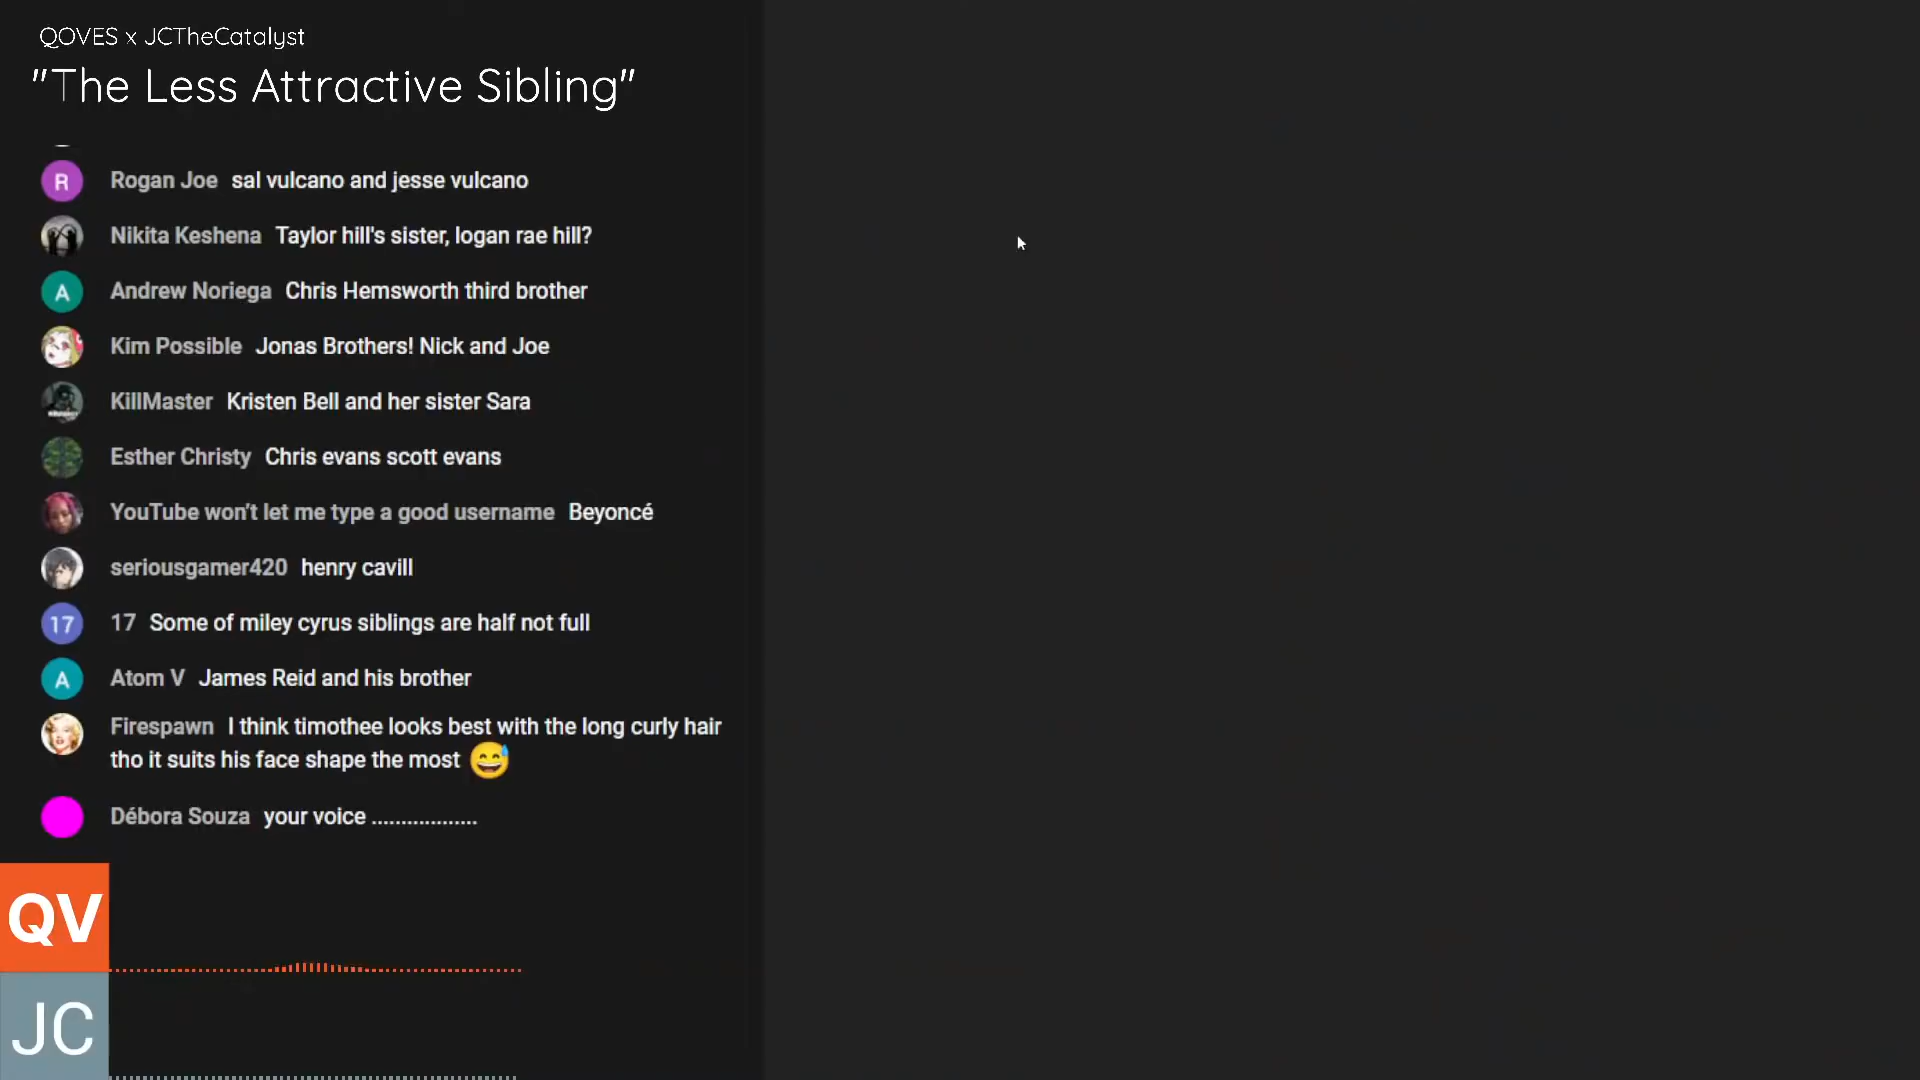 QOVES x JCTheCatalyst
"The Less Attractive Sibling"
R Rogan Joe sal vulcano and jesse vulcano
Nikita Keshena Taylor hill's sister, logan rae hill?
A Andrew Noriega Chris Hemsworth third brother
Kim Possible Jonas Brothers! Nick and Joe
KillMaster Kristen Bell and her sister Sara
Esther Christy Chris evans scott evans
YouTube won't let me type a good username Beyoncé
seriousgamer420 henry cavill
17 17 Some of miley cyrus siblings are half not full
A Atom V James Reid and his brother
Firespawn I think timothee looks best with the long curly hair
tho it suits his face shape the most 😅
Débora Souza your voice ..................
QV
JC